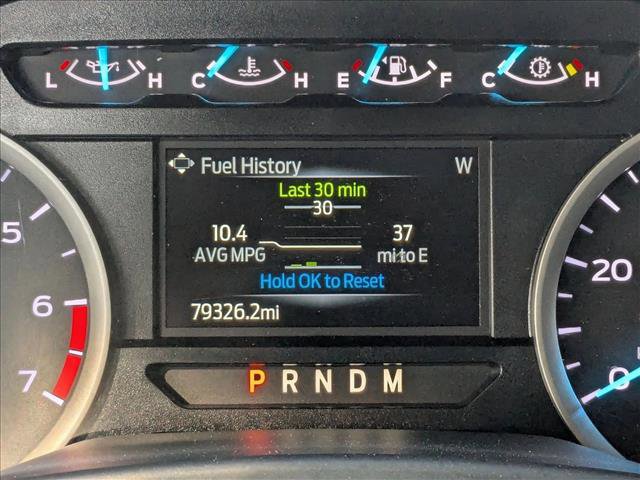 L H C H E F C H
Fuel History W
Last 30 min
30
10.4 37
AVG MPG mi to E
Hold OK to Reset
79326.2mi
P R N D M
5
6
7
20
0